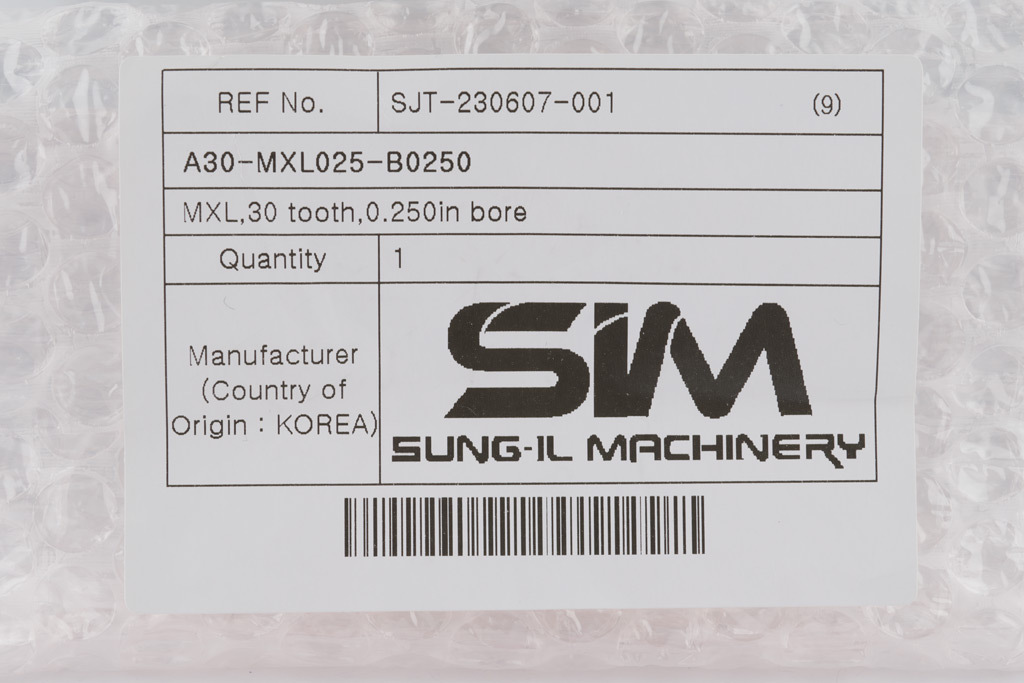 REF No. SJT-230607-001 (9)
A30-MXL025-B0250
MXL,30 tooth,0.250in bore
Quantity 1
Manufacturer
(Country of
Origin : KOREA)
SIM
SUNG-IL MACHINERY